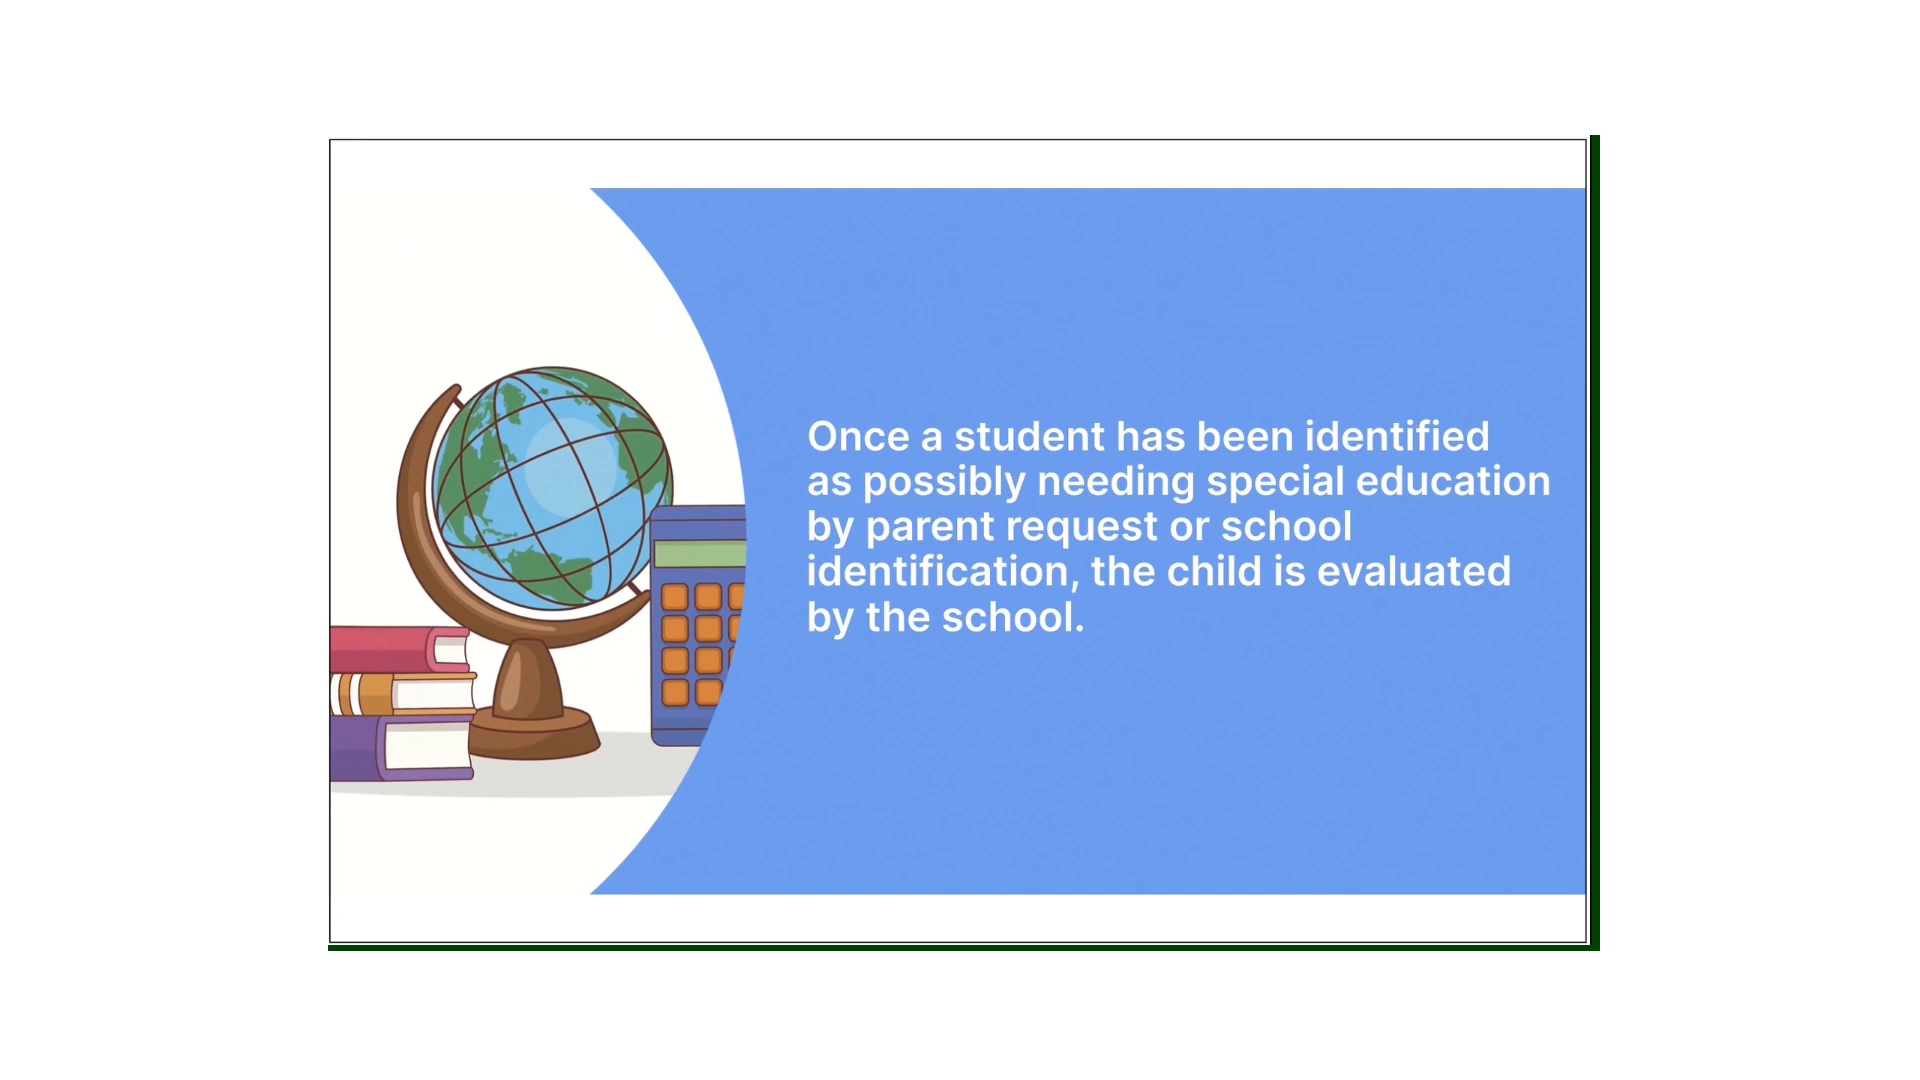 Once a student has been identified
as possibly needing special education
by parent request or school
identification, the child is evaluated
by the school.